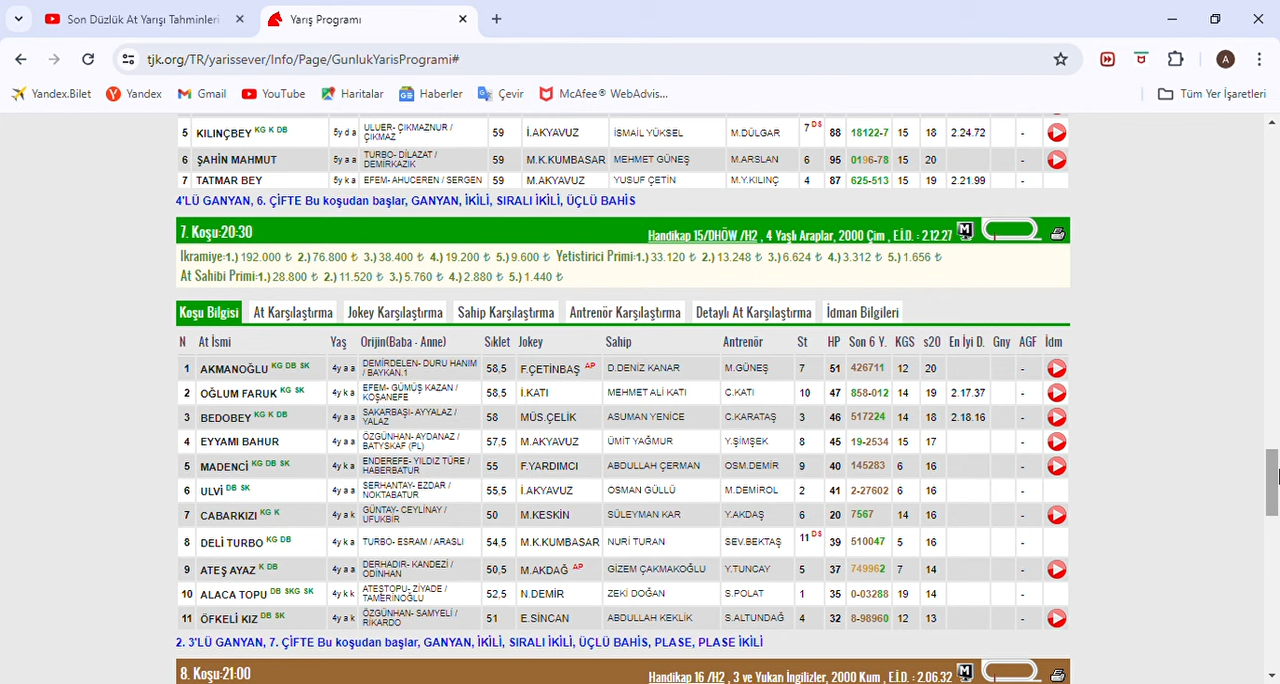 Son Düzlük At Yarışı Tahminleri
Yarış Programı
tjk.org/TR/yarissever/Info/Page/GunlukYarisProgrami#
A
Yandex.Bilet Yandex Gmail YouTube Haritalar Haberler Çevir McAfee® WebAdvis... Tüm Yer İşaretleri
5 KILINÇBEY KG K DB 5y d a ULUER- ÇIKMAZNUR / ÇIKMAZ 59 İ.AKYAVUZ İSMAİL YÜKSEL M.DÜLGAR 7 DS 88 18122-7 15 18 2.24.72 -
6 ŞAHİN MAHMUT 5y a a TURBO- DİLAZAT / DEMİRKAZIK 59 M.K.KUMBASAR MEHMET GÜNEŞ M.ARSLAN 6 95 0196-78 15 20 -
7 TATMAR BEY 5y k a EFEM- AHUCEREN / SERGEN 59 M.AKYAVUZ YUSUF ÇETİN M.Y.KILINÇ 4 87 625-513 15 19 2.21.99 -
4'LÜ GANYAN, 6. ÇİFTE Bu koşudan başlar, GANYAN, İKİLİ, SIRALI İKİLİ, ÜÇLÜ BAHİS
7. Koşu:20:30 Handikap 15/DHÖW /H2 , 4 Yaşlı Araplar, 2000 Çim , E.İ.D. : 2.12.27 M
İkramiye:1.) 192.000 ₺ 2.) 76.800 ₺ 3.) 38.400 ₺ 4.) 19.200 ₺ 5.) 9.600 ₺ Yetistirici Primi:1.) 33.120 ₺ 2.) 13.248 ₺ 3.) 6.624 ₺ 4.) 3.312 ₺ 5.) 1.656 ₺
At Sahibi Primi:1.) 28.800 ₺ 2.) 11.520 ₺ 3.) 5.760 ₺ 4.) 2.880 ₺ 5.) 1.440 ₺
Koşu Bilgisi At Karşılaştırma Jokey Karşılaştırma Sahip Karşılaştırma Antrenör Karşılaştırma Detaylı At Karşılaştırma İdman Bilgileri
N At İsmi Yaş Orijin(Baba - Anne) Sıklet Jokey Sahip Antrenör St HP Son 6 Y. KGS s20 En İyi D. Gny AGF İdm
1 AKMANOĞLU KG DB SK 4y a a DEMİRDELEN- DURU HANIM / BAYKAN.1 58,5 F.ÇETİNBAŞ AP D.DENİZ KANAR M.GÜNEŞ 7 51 426711 12 20 -
2 OĞLUM FARUK KG SK 4y k a EFEM- GÜMÜŞ KAZAN / KOŞANEFE 58,5 İ.KATI MEHMET ALİ KATI C.KATI 10 47 858-012 14 19 2.17.37 -
3 BEDOBEY KG K DB 4y a a SAKARBAŞI- AYYALAZ / YALAZ 58 MÜS.ÇELİK ASUMAN YENİCE C.KARATAŞ 3 46 517224 14 18 2.18.16 -
4 EYYAMI BAHUR 4y a a ÖZGÜNHAN- AYDANAZ / BATYSKAF (PL) 57,5 M.AKYAVUZ ÜMİT YAĞMUR Y.ŞİMŞEK 8 45 19-2534 15 17 -
5 MADENCİ KG DB SK 4y k a ENDEREFE- YILDIZ TÜRE / HABERBATUR 55 F.YARDIMCI ABDULLAH ÇERMAN OSM.DEMİR 9 40 145283 6 16 -
6 ULVİ DB SK 4y a a SERHANTAY- EZDAR / NOKTABATUR 55,5 İ.AKYAVUZ OSMAN GÜLLÜ M.DEMİROL 2 41 2-27602 6 16 -
7 CABARKIZI KG K 4y a k GÜNTAY- CEYLİNAY / UFUKBİR 50 M.KESKİN SÜLEYMAN KAR Y.AKDAŞ 6 20 7567 14 16 -
8 DELİ TURBO KG DB 4y k a TURBO- ESRAM / ARASLI 54,5 M.K.KUMBASAR NURİ TURAN SEV.BEKTAŞ 11 DS 39 510047 5 16 -
9 ATEŞ AYAZ K DB 4y a a DERHADIR- KANDEZİ / ODİNHAN 50,5 M.AKDAĞ AP GİZEM ÇAKMAKOĞLU Y.TUNCAY 5 37 749962 7 14 -
10 ALACA TOPU DB SKG SK 4y k k ATEŞTOPU- ZİYADE / TAMERİNOĞLU 52,5 N.DEMİR ZEKİ DOĞAN S.POLAT 1 35 0-03288 19 14 -
11 ÖFKELİ KIZ DB SK 4y a k ÖZGÜNHAN- SAMYELİ / RİKARDO 51 E.SİNCAN ABDULLAH KEKLİK S.ALTUNDAĞ 4 32 8-98960 12 13 -
2. 3'LÜ GANYAN, 7. ÇİFTE Bu koşudan başlar, GANYAN, İKİLİ, SIRALI İKİLİ, ÜÇLÜ BAHİS, PLASE, PLASE İKİLİ
8. Koşu:21:00 Handikap 16 /H2 , 3 ve Yukarı İngilizler, 2000 Kum , E.İ.D. : 2.06.32 M